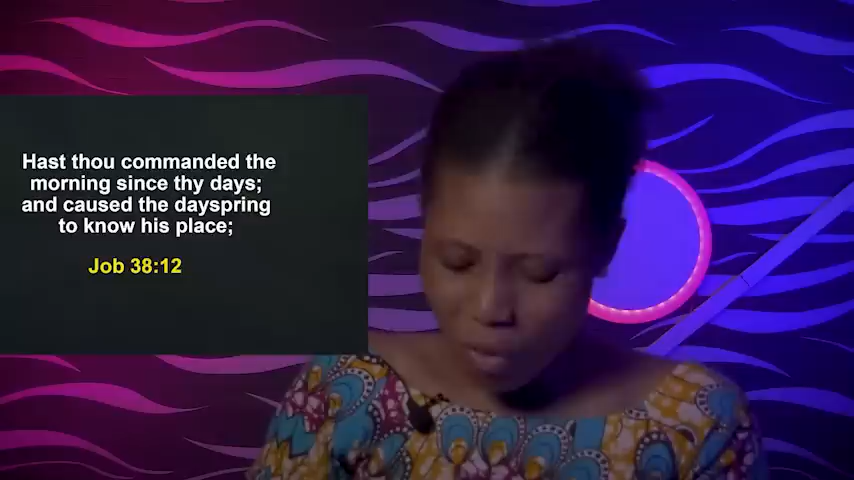 Hast thou commanded the
morning since thy days;
and caused the dayspring
to know his place;
Job 38:12